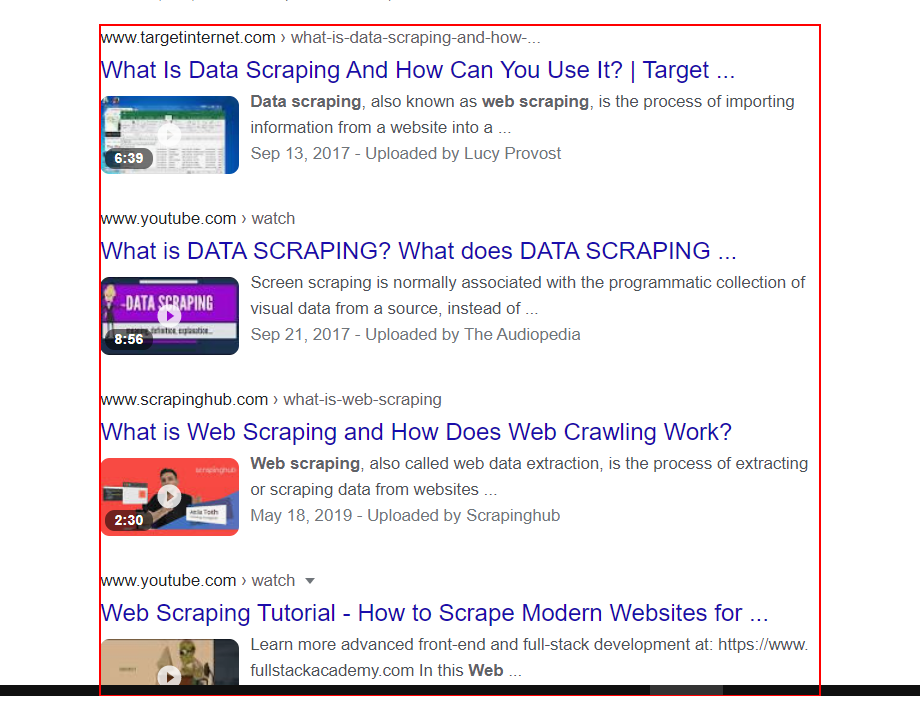 www.targetinternet.com › what-is-data-scraping-and-how-...
What Is Data Scraping And How Can You Use It? | Target ...
Data scraping, also known as web scraping, is the process of importing
information from a website into a ...
Sep 13, 2017 - Uploaded by Lucy Provost
6:39
www.youtube.com › watch
What is DATA SCRAPING? What does DATA SCRAPING ...
Screen scraping is normally associated with the programmatic collection of
visual data from a source, instead of ...
Sep 21, 2017 - Uploaded by The Audiopedia
-DATA SCRAPING
meaning, definition, explanation...
8:56
www.scrapinghub.com › what-is-web-scraping
What is Web Scraping and How Does Web Crawling Work?
Web scraping, also called web data extraction, is the process of extracting
or scraping data from websites ...
May 18, 2019 - Uploaded by Scrapinghub
scrapinghub
Toth
2:30
www.youtube.com › watch
Web Scraping Tutorial - How to Scrape Modern Websites for ...
Learn more advanced front-end and full-stack development at: https://www.
fullstackacademy.com In this Web ...